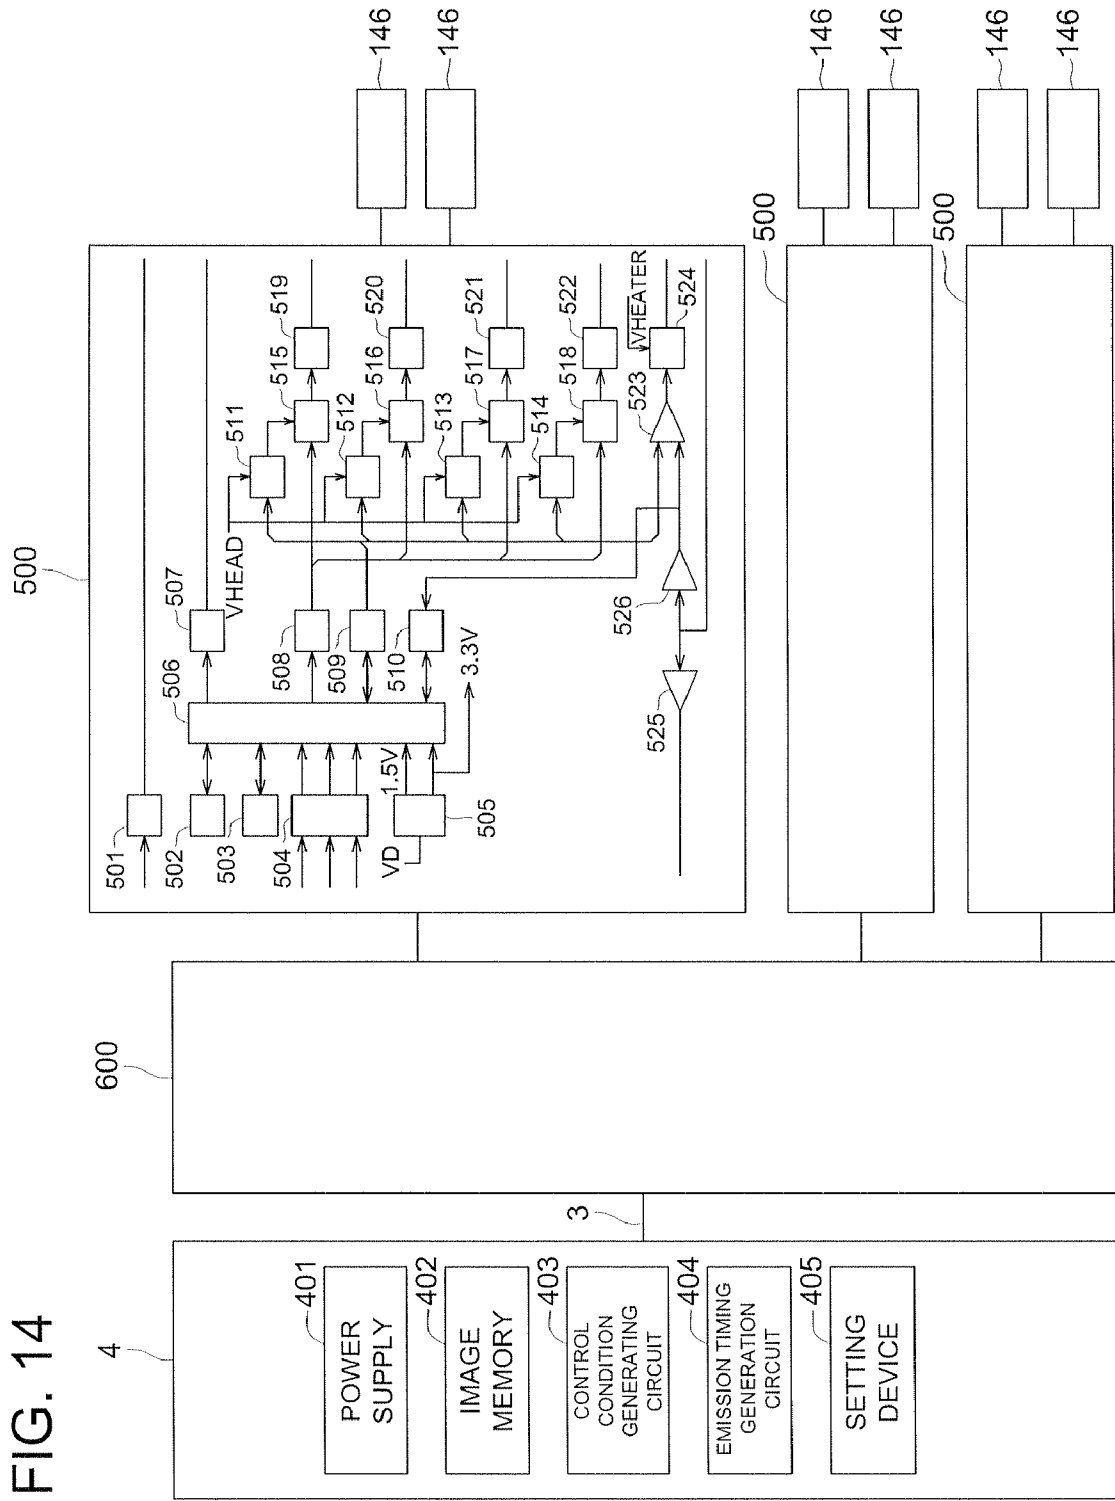 FIG. 14
4
401
POWER
SUPPLY
402
IMAGE
MEMORY
403
CONTROL
CONDITION
GENERATING
CIRCUIT
404
EMISSION TIMING
GENERATION
CIRCUIT
405
SETTING
DEVICE
3
600
500
501
502
503
504
VD
505
1.5V
3.3V
506
507
508
509
510
VHEAD
511
512
513
514
515
516
517
518
519
520
521
522
VHEATER
523
524
525
526
146
146
500
146
146
500
146
146